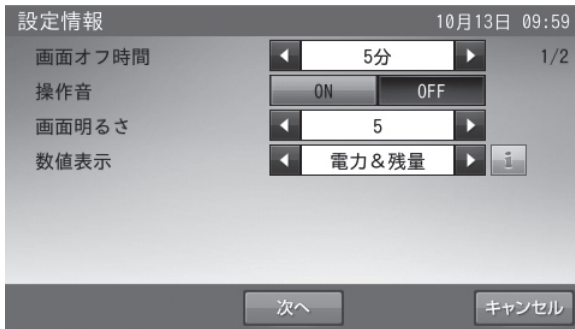 設定情報 10月13日 09:59
画面オフ時間 ◀ 5分 ▶ 1/2
操作音 ON OFF
画面明るさ ◀ 5 ▶
数値表示 ◀ 電力&残量 ▶ i
次へ キャンセル